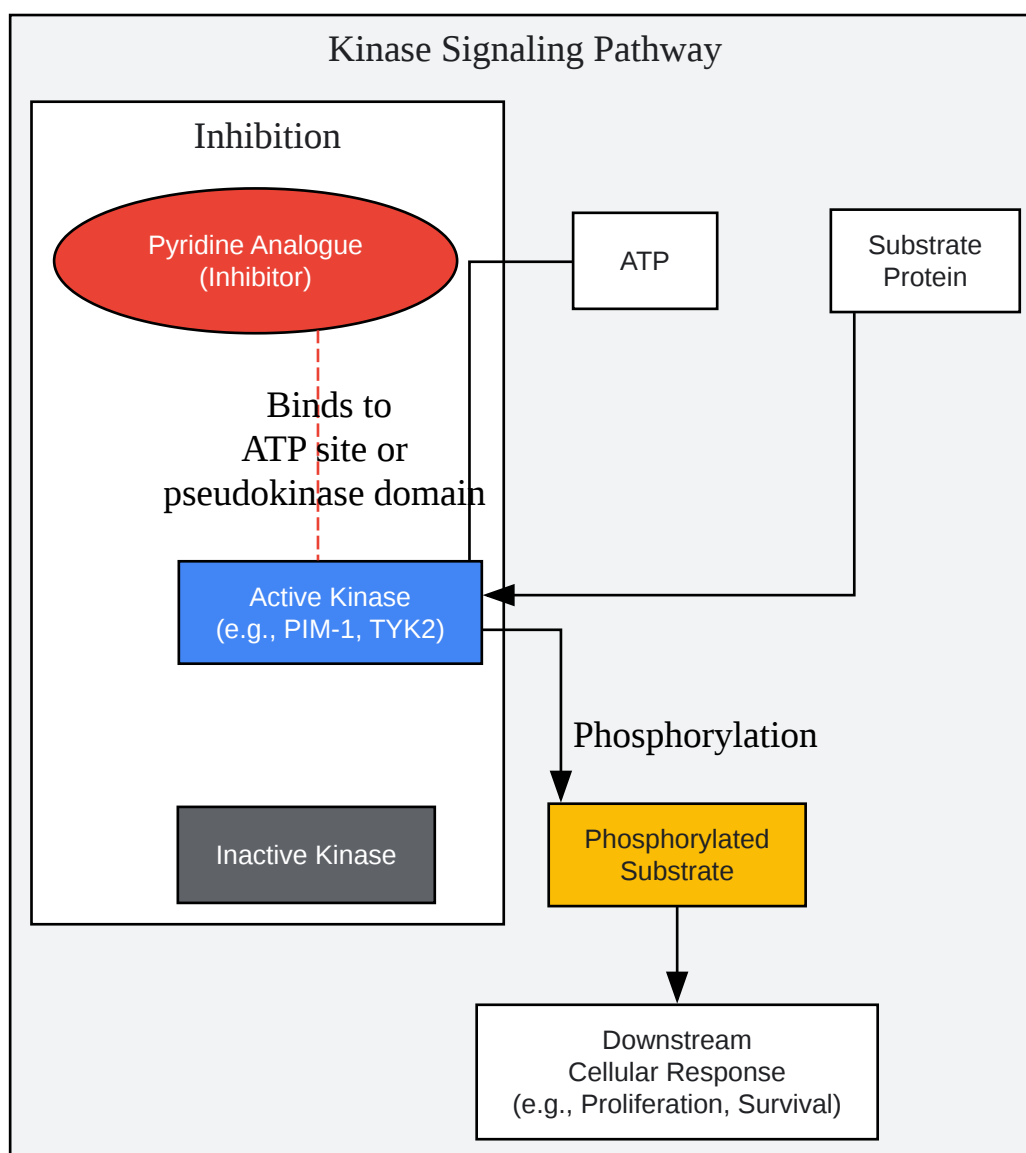 Kinase Signaling Pathway
Inhibition
Pyridine Analogue
(Inhibitor)
ATP
Substrate
Protein
Binds to
ATP site or
pseudokinase domain
Active Kinase
(e.g., PIM-1, TYK2)
Phosphorylation
Inactive Kinase
Phosphorylated
Substrate
Downstream
Cellular Response
(e.g., Proliferation, Survival)